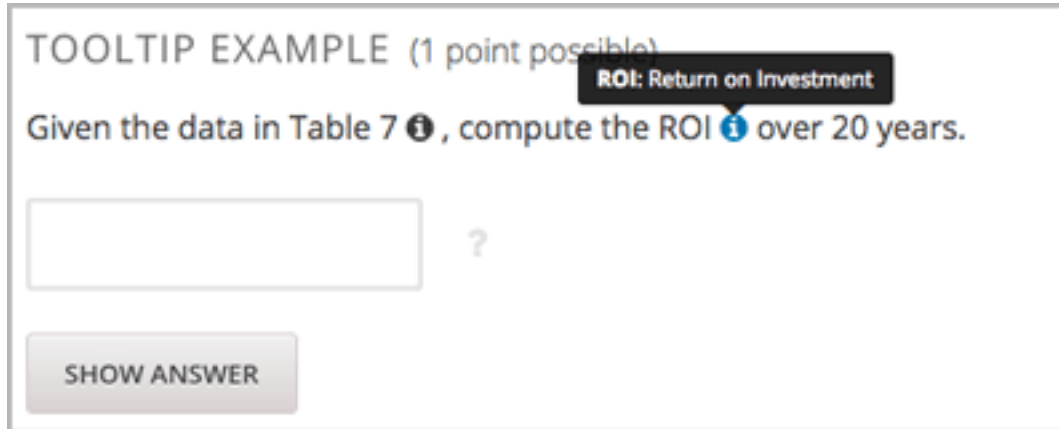 TOOLTIP EXAMPLE (1 point possible)
ROI: Return on Investment
Given the data in Table 7 , compute the ROI over 20 years.
?
SHOW ANSWER